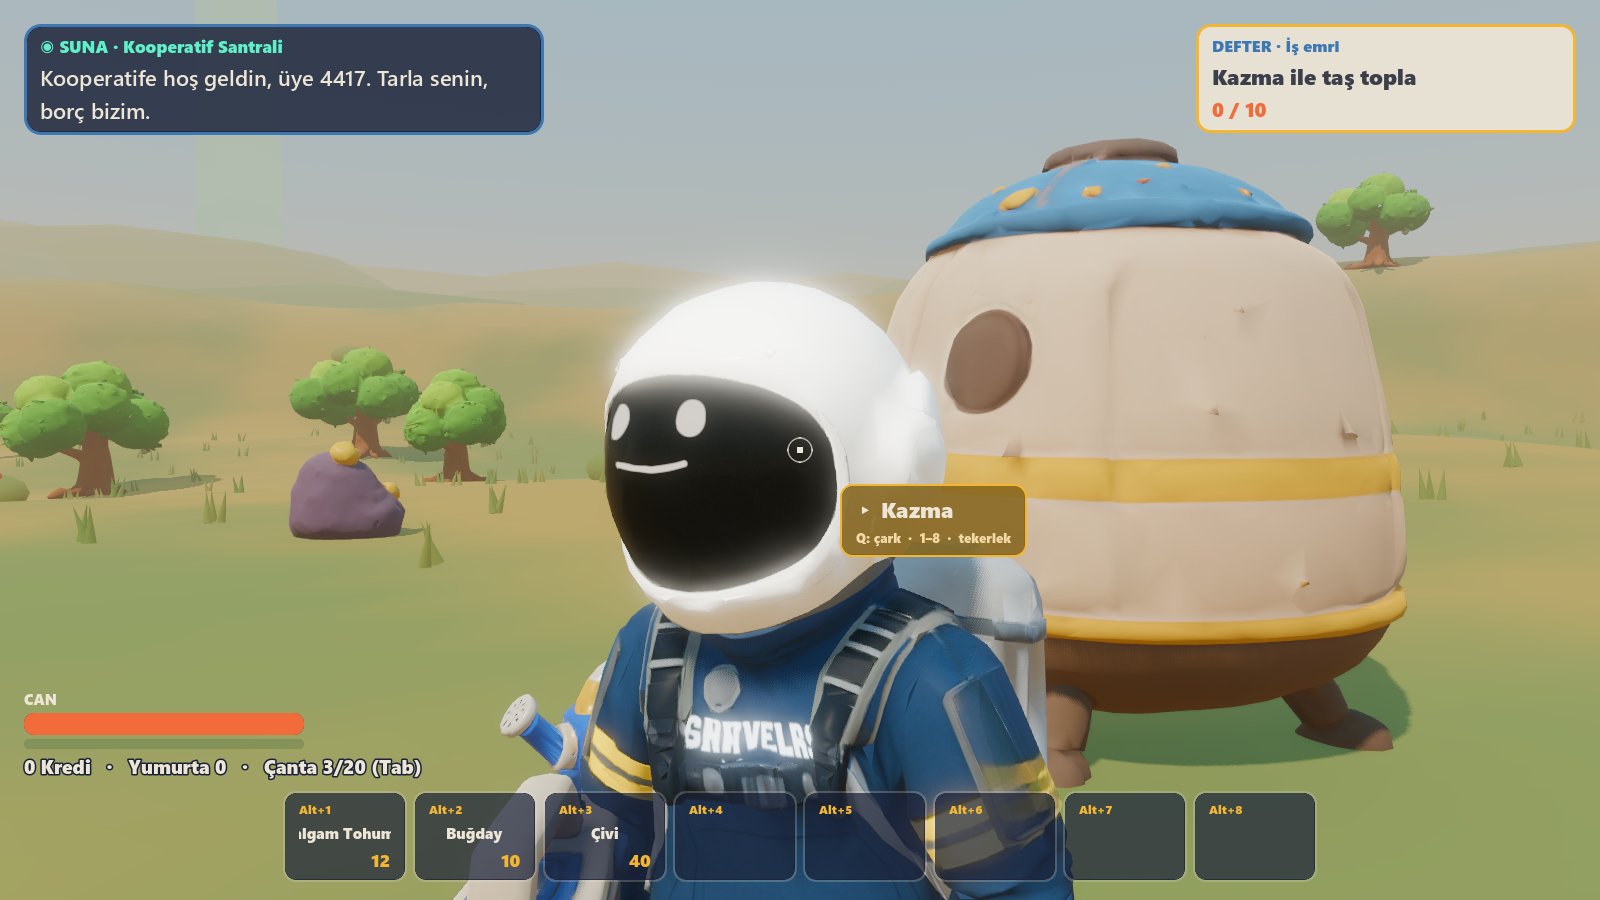 ◉ SUNA · Kooperatif Santrali
Kooperatife hoş geldin, üye 4417. Tarla senin,
borç bizim.
DEFTER · İş emri
Kazma ile taş topla
0 / 10
▸ Kazma
Q: çark · 1–8 · tekerlek
CAN
0 Kredi · Yumurta 0 · Çanta 3/20 (Tab)
Alt+1
lgam Tohum
12
Alt+2
Buğday
10
Alt+3
Çivi
40
Alt+4
Alt+5
Alt+6
Alt+7
Alt+8